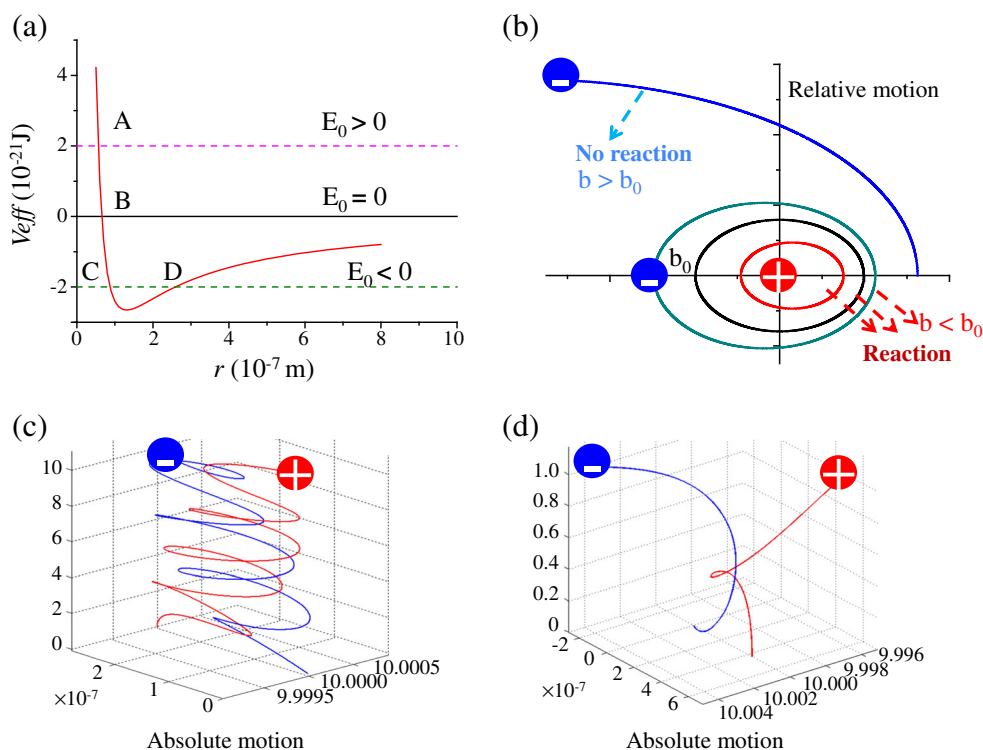 (a)
4
2
0
-2
Veff (10⁻²¹J)
A
B
C
D
E₀ > 0
E₀ = 0
E₀ < 0
0 2 4 6 8 10
r (10⁻⁷ m)
(b)
Relative motion
No reaction
b > b₀
b₀
+
b < b₀
Reaction
(c)
+
10
8
6
4
2
0
2
1
0
×10⁻⁷
9.9995
10.0000
10.0005
Absolute motion
(d)
+
1.0
0.8
0.6
0.4
0.2
0
-2
0
2
4
6
×10⁻⁷
10.004
10.002
10.000
9.998
9.996
Absolute motion